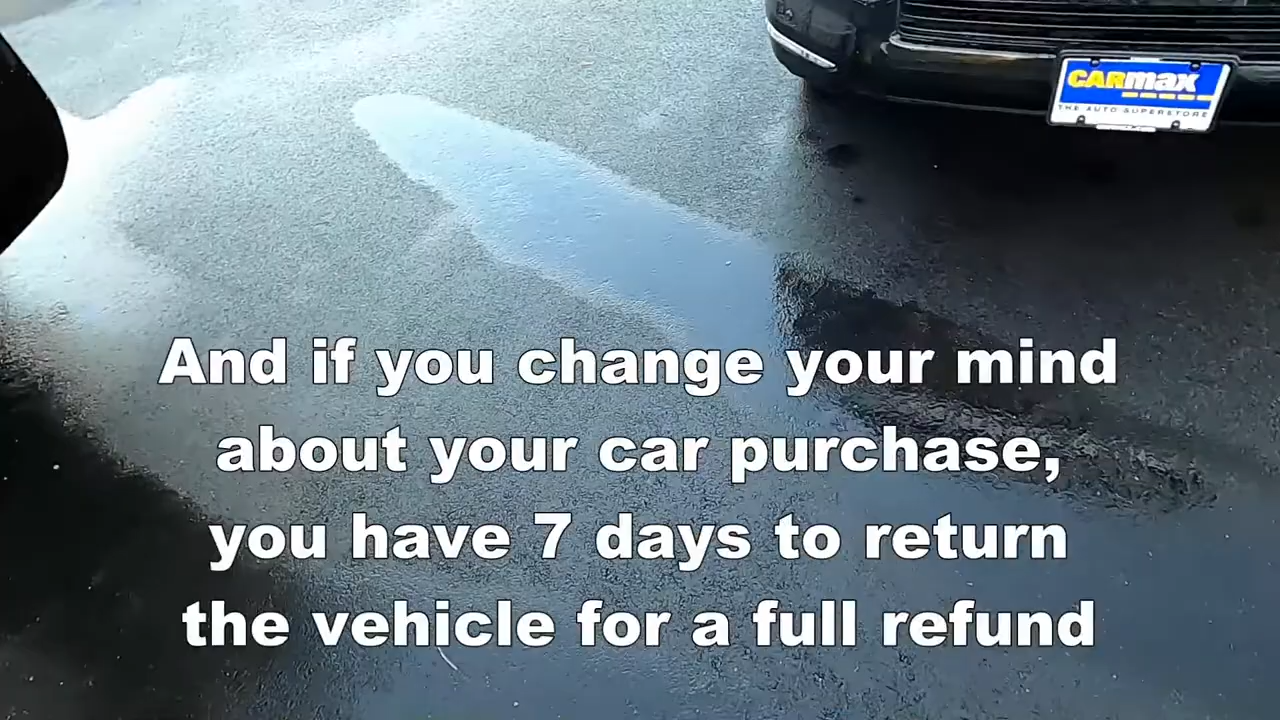 CARMAX
THE AUTO SUPERSTORE
And if you change your mind
about your car purchase,
you have 7 days to return
the vehicle for a full refund